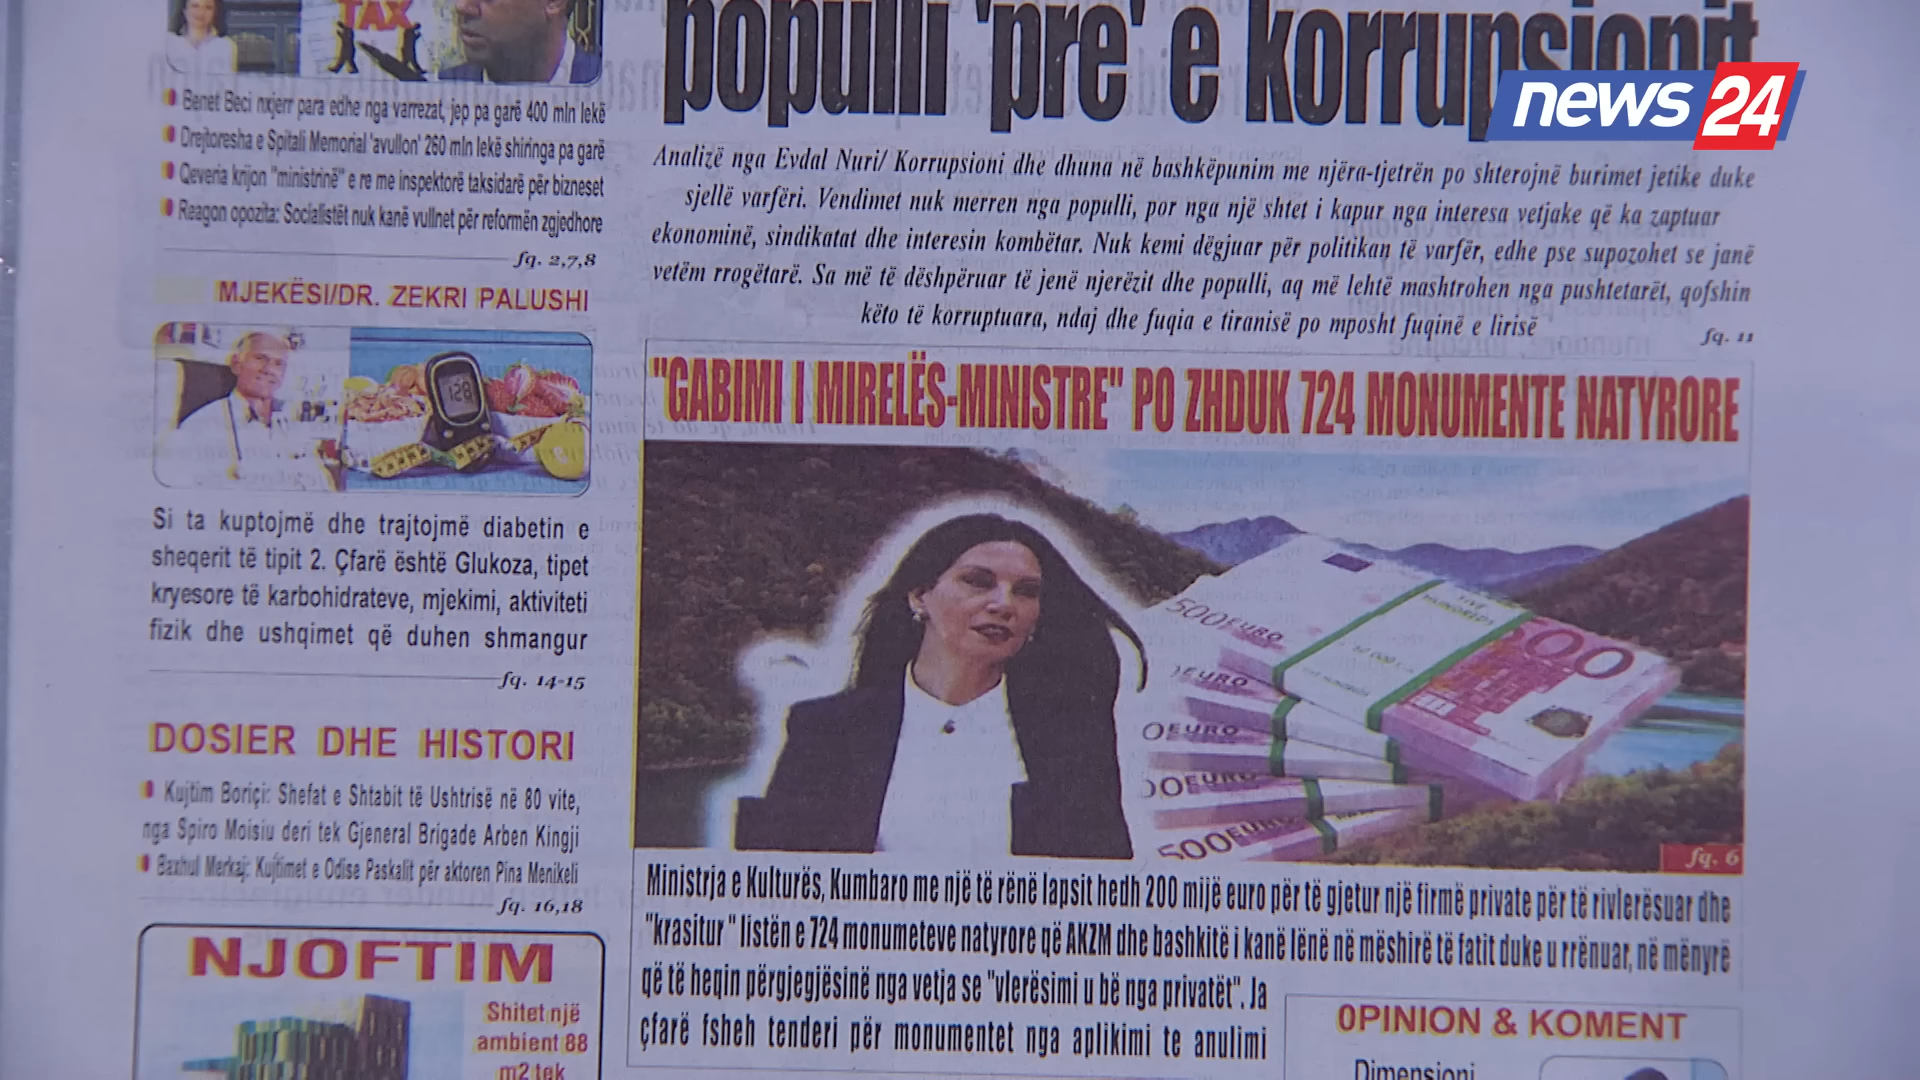 TAX
Benet Beci nxjerr para edhe nga varrezat, jep pa garë 400 mln lekë
Drejtoresha e Spitali Memorial 'avullon' 260 mln lekë shiringa pa garë
Qeveria krijon "ministrinë" e re me inspektorë taksidarë për bizneset
Reagon opozita: Socialistët nuk kanë vullnet për reformën zgjedhore
fq. 2,7,8
MJEKËSI/DR. ZEKRI PALUSHI
128
Si ta kuptojmë dhe trajtojmë diabetin e
sheqerit të tipit 2. Çfarë është Glukoza, tipet
kryesore të karbohidrateve, mjekimi, aktiviteti
fizik dhe ushqimet që duhen shmangur
fq. 14-15
DOSIER DHE HISTORI
Kujtim Boriçi: Shefat e Shtabit të Ushtrisë në 80 vite,
nga Spiro Moisiu deri tek Gjeneral Brigade Arben Kingji
Baxhul Merkaj: Kujtimet e Odise Paskalit për aktoren Pina Menikeli
fq. 16,18
NJOFTIM
Shitet një
ambient 88
m2 tek
populli 'pre' e korrupsionit
news 24
Analizë nga Evdal Nuri/ Korrupsioni dhe dhuna në bashkëpunim me njëra-tjetrën po shterojnë burimet jetike duke
sjellë varfëri. Vendimet nuk merren nga populli, por nga një shtet i kapur nga interesa vetjake që ka zaptuar
ekonominë, sindikatat dhe interesin kombëtar. Nuk kemi dëgjuar për politikan të varfër, edhe pse supozohet se janë
vetëm rrogëtarë. Sa më të dëshpëruar të jenë njerëzit dhe populli, aq më lehtë mashtrohen nga pushtetarët, qofshin
këto të korruptuara, ndaj dhe fuqia e tiranisë po mposht fuqinë e lirisë
fq. 11
"GABIMI I MIRELËS-MINISTRE" PO ZHDUK 724 MONUMENTE NATYRORE
500EURO
500
EURO
0EURO
00EURO
500EURO
fq. 6
Ministrja e Kulturës, Kumbaro me një të rënë lapsit hedh 200 mijë euro për të gjetur një firmë private për të rivlerësuar dhe
"krasitur " listën e 724 monumeteve natyrore që AKZM dhe bashkitë i kanë lënë në mëshirë të fatit duke u rrënuar, në mënyrë
që të heqin përgjegjësinë nga vetja se "vlerësimi u bë nga privatët". Ja
çfarë fsheh tenderi për monumentet nga aplikimi te anulimi
OPINION & KOMENT
Dimensioni